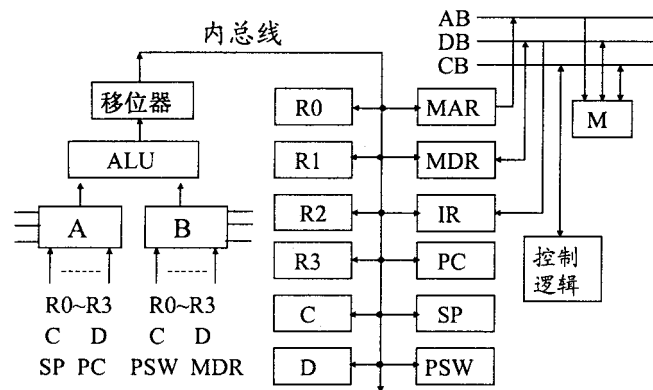 AB
内总线
DB
CB
移位器
R0
MAR
M
ALU
R1
MDR
A
B
R2
IR
R3
PC
控制
逻辑
R0~R3
R0~R3
C D
C D
C
SP
SP PC
PSW MDR
D
PSW